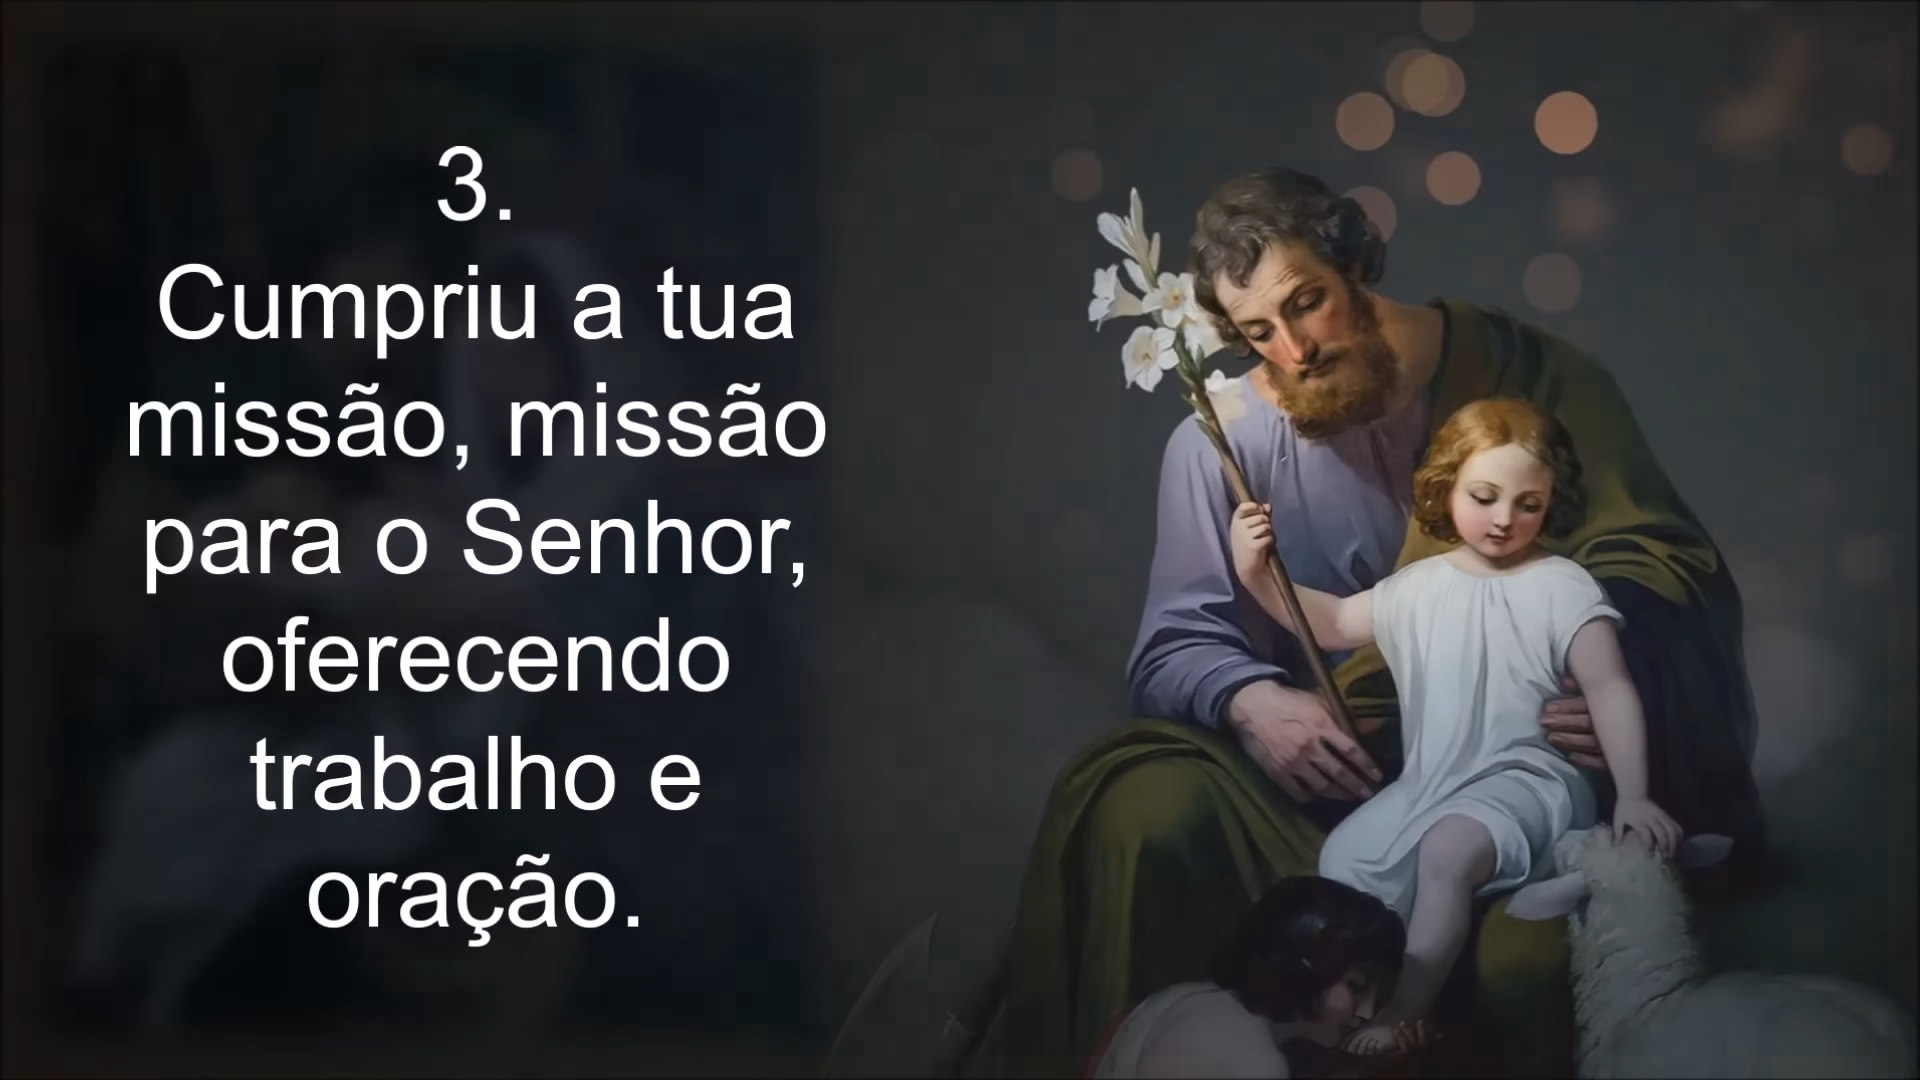 3.
Cumpriu a tua
missão, missão
para o Senhor,
oferecendo
trabalho e
oração.